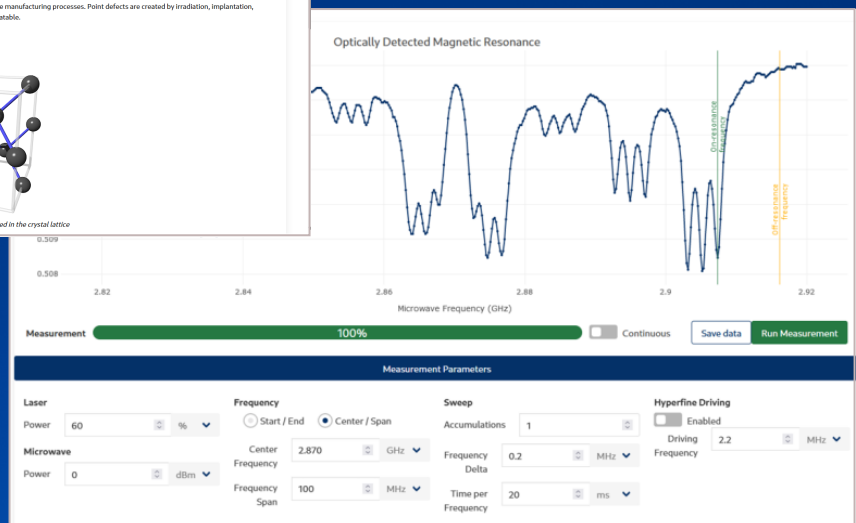 e manufacturing processes. Point defects are created by irradiation, implantation,
atable.
ed in the crystal lattice
Optically Detected Magnetic Resonance
On-resonance
frequency
Off-resonance
frequency
0.509
0.508
2.82 2.84 2.86 2.88 2.9 2.92
Microwave Frequency (GHz)
Measurement 100% Continuous Save data Run Measurement
Measurement Parameters
Laser
Power 60 %
Microwave
Power 0 dBm
Frequency
Start / End Center / Span
Center
Frequency
2.870 GHz
Frequency
Span
100 MHz
Sweep
Accumulations 1
Frequency
Delta
0.2 MHz
Time per
Frequency
20 ms
Hyperfine Driving
Enabled
Driving
Frequency
2.2 MHz